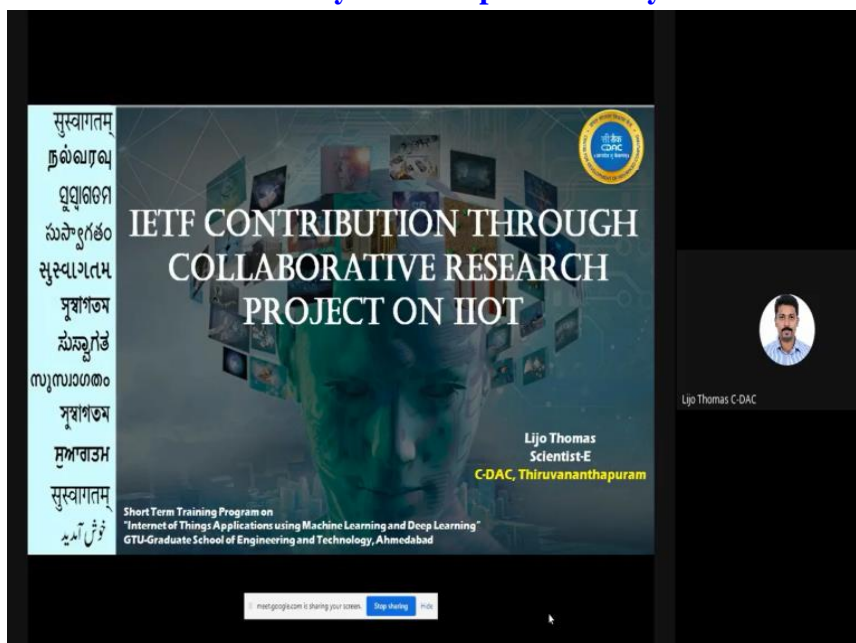 सुस्वागतम्
நல்வரவு
ସୁସ୍ୱାଗତମ
సుస్వాగతం
સુસ્વાગતમ
সুস্বাগতম
ಸುಸ್ವಾಗತ
സുസ്വാഗതം
সুস্বাগতম
ਸੁਆਗਤਮ
सुस्वागतम्
خوش آمدید
सी डैक
CDAC
IETF CONTRIBUTION THROUGH
COLLABORATIVE RESEARCH
PROJECT ON IIOT
Lijo Thomas
Scientist-E
C-DAC, Thiruvananthapuram
Short Term Training Program on
"Internet of Things Applications using Machine Learning and Deep Learning"
GTU-Graduate School of Engineering and Technology, Ahmedabad
Lijo Thomas C-DAC
meet.google.com is sharing your screen.
Stop sharing
Hide